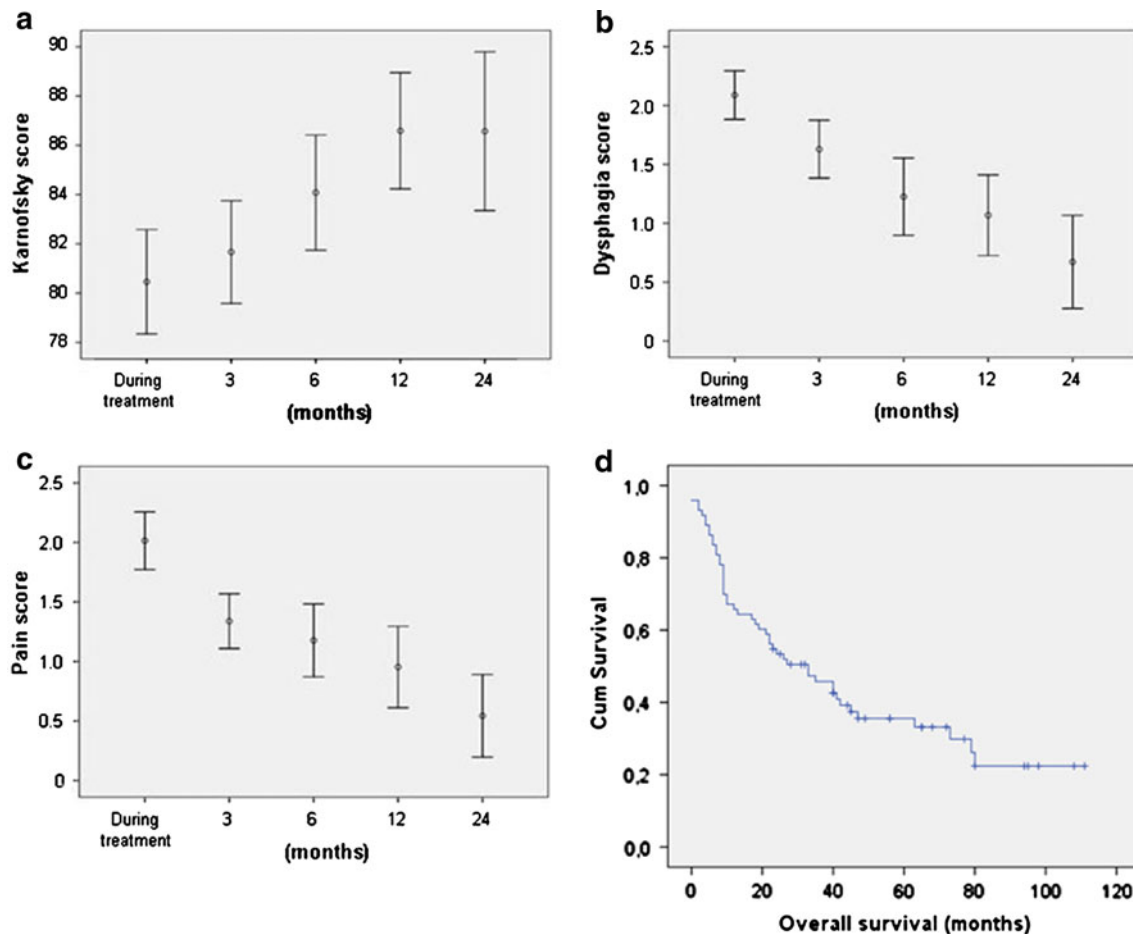 a
90
88
86
84
82
80
78
Karnofsky score
During
treatment
3
6
12
24
(months)
b
2.5
2.0
1.5
1.0
0.5
0
Dysphagia score
During
treatment
3
6
12
24
(months)
c
2.5
2.0
1.5
1.0
0.5
0
Pain score
During
treatment
3
6
12
24
(months)
d
1,0
0,8
0,6
0,4
0,2
0,0
Cum Survival
0
20
40
60
80
100
120
Overall survival (months)